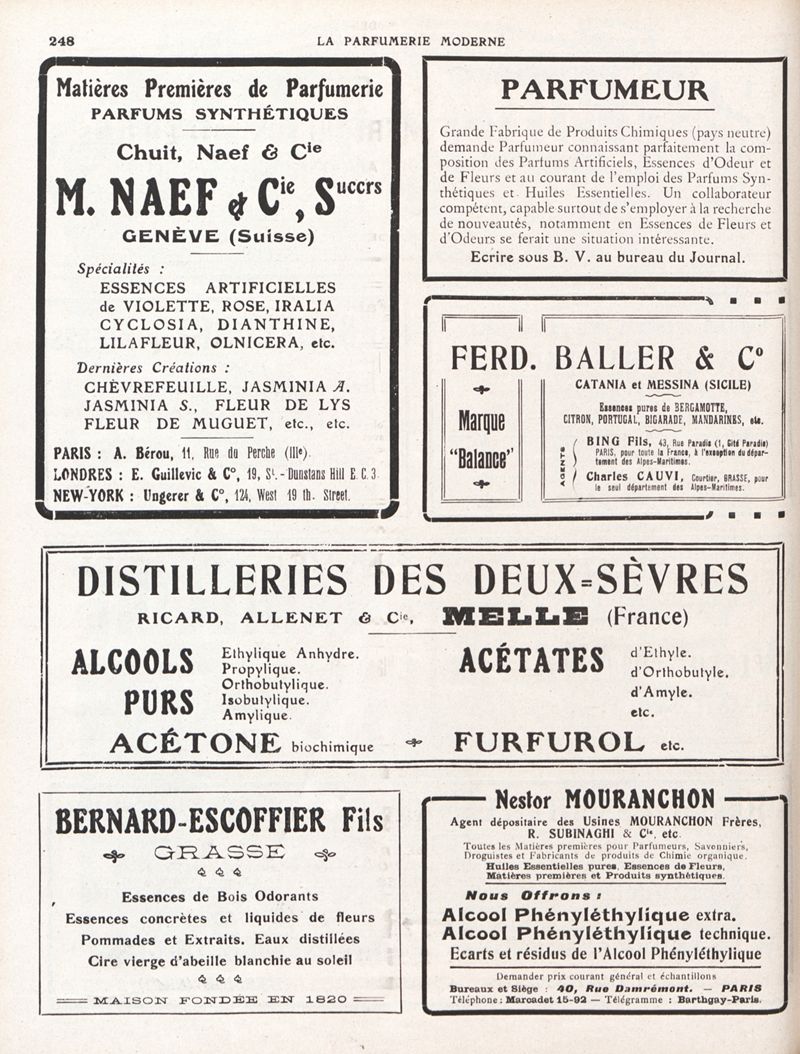 248
LA PARFUMERIE MODERNE
Matières Premières de Parfumerie
PARFUMS SYNTHÉTIQUES
Chuit, Naef & Cie
M. NAEF & Cie, Succrs
GENÈVE (Suisse)
Spécialités :
ESSENCES ARTIFICIELLES
de VIOLETTE, ROSE, IRALIA
CYCLOSIA, DIANTHINE,
LILAFLEUR, OLNICERA, etc.
Dernières Créations :
CHÈVREFEUILLE, JASMINIA A.
JASMINIA S., FLEUR DE LYS
FLEUR DE MUGUET, etc., etc.
PARIS : A. Bérou, 11, Rue du Perche (IIIe).
LONDRES : E. Guillevic & Co, 19, St.-Dunstans Hill E.C.3.
NEW-YORK : Ungerer & Co, 124, West 19 th. Street.
PARFUMEUR
Grande Fabrique de Produits Chimiques (pays neutre)
demande Parfumeur connaissant parfaitement la com-
position des Parfums Artificiels, Essences d'Odeur et
de Fleurs et au courant de l'emploi des Parfums Syn-
thétiques et Huiles Essentielles. Un collaborateur
compétent, capable surtout de s'employer à la recherche
de nouveautés, notamment en Essences de Fleurs et
d'Odeurs se ferait une situation intéressante.
Ecrire sous B. V. au bureau du Journal.
FERD. BALLER & Co
Marque
"Balance"
CATANIA et MESSINA (SICILE)
Essences pures de BERGAMOTTE,
CITRON, PORTUGAL, BIGARADE, MANDARINES, etc.
AGENTS
BING Fils, 43, Rue Paradis (1, Cité Paradis)
PARIS, pour toute la France, à l'exception du dépar-
tement des Alpes-Maritimes.
Charles CAUVI, Courtier, GRASSE, pour
le seul département des Alpes-Maritimes.
DISTILLERIES DES DEUX=SÈVRES
RICARD, ALLENET & Cie, MELLE (France)
ALCOOLS
PURS
Ethylique Anhydre.
Propylique.
Orthobutylique.
Isobutylique.
Amylique.
ACÉTATES
d'Ethyle.
d'Orthobutyle.
d'Amyle.
etc.
ACÉTONE biochimique
FURFUROL etc.
BERNARD-ESCOFFIER Fils
GRASSE
Essences de Bois Odorants
Essences concrètes et liquides de fleurs
Pommades et Extraits. Eaux distillées
Cire vierge d'abeille blanchie au soleil
MAISON FONDÉE EN 1820
Nestor MOURANCHON
Agent dépositaire des Usines MOURANCHON Frères,
R. SUBINAGHI & Cie, etc.
Toutes les Matières premières pour Parfumeurs, Savonniers,
Droguistes et Fabricants de produits de Chimie organique.
Huiles Essentielles pures, Essences de Fleurs,
Matières premières et Produits synthétiques.
Nous Offrons :
Alcool Phényléthylique extra.
Alcool Phényléthylique technique.
Ecarts et résidus de l'Alcool Phényléthylique
Demander prix courant général et échantillons
Bureaux et Siège : 40, Rue Damrémont. — PARIS
Téléphone : Marcadet 15-92 — Télégramme : Barthgay-Paris.